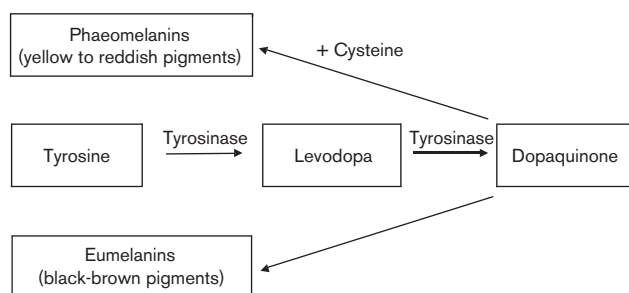 Phaeomelanins
(yellow to reddish pigments)
+ Cysteine
Tyrosine
Tyrosinase
Levodopa
Tyrosinase
Dopaquinone
Eumelanins
(black-brown pigments)